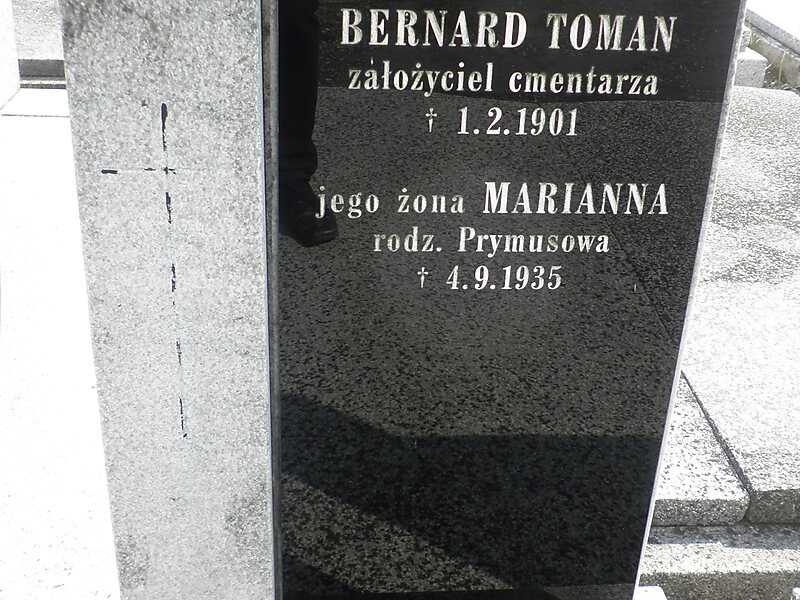 BERNARD TOMAN
założyciel cmentarza
† 1.2.1901
jego żona MARIANNA
rodz. Prymusowa
† 4.9.1935